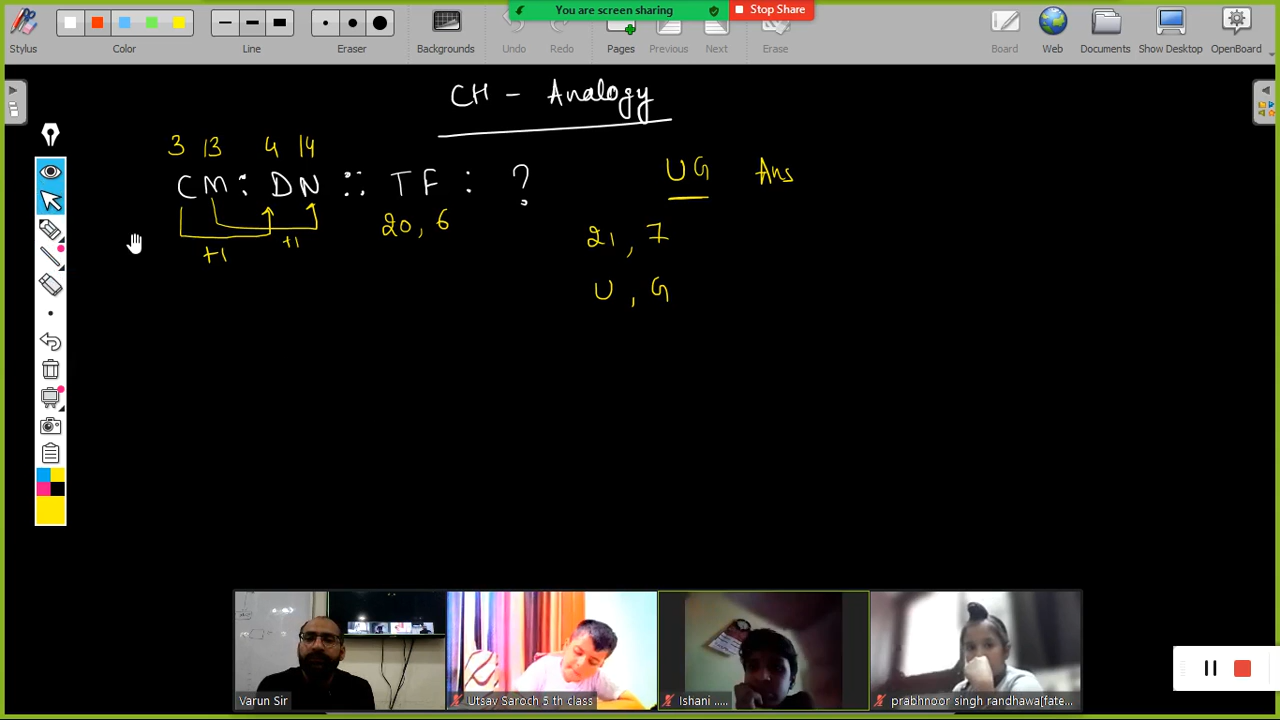 You are screen sharing
Stop Share
Stylus Color Line Eraser Backgrounds Undo Redo Pages Previous Next Erase Board Web Documents Show Desktop OpenBoard
CH - Analogy
3 13 4 14
CM : DN :: TF : ? UG Ans
+1 +1 20, 6 21, 7
U, G
Varun Sir
Utsav Saroch 5 th class
Ishani .....
prabhnoor singh randhawa[fate...